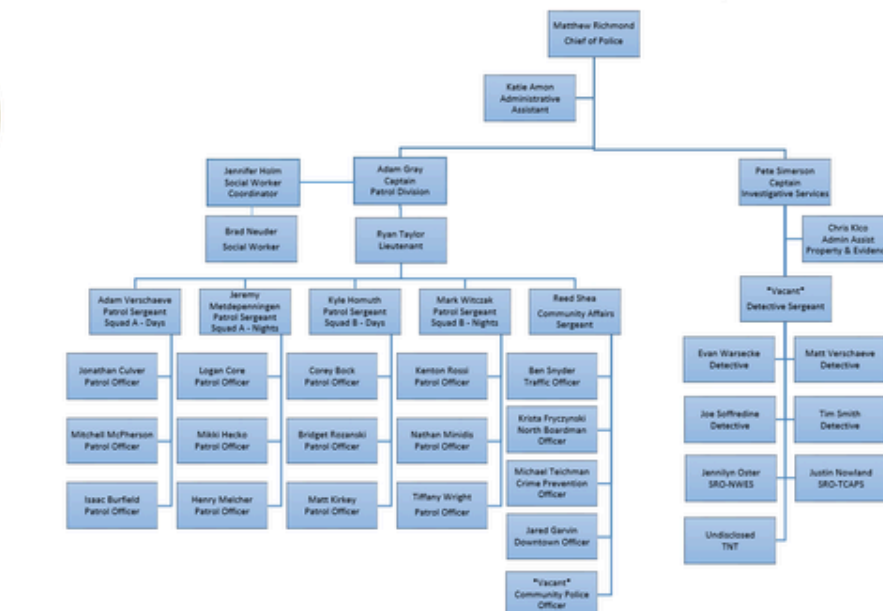 Matthew Richmond
Chief of Police
Katie Amon
Administrative
Assistant
Jennifer Holm
Social Worker
Coordinator
Adam Gray
Captain
Patrol Division
Pete Simerson
Captain
Investigative Services
Brad Neuder
Social Worker
Ryan Taylor
Lieutenant
Chris Klco
Admin Assist
Property & Evidenc
"Vacant"
Detective Sergeant
Adam Verschaeve
Patrol Sergeant
Squad A - Days
Jeremy
Metdepenningen
Patrol Sergeant
Squad A - Nights
Kyle Homuth
Patrol Sergeant
Squad B - Days
Mark Witczak
Patrol Sergeant
Squad B - Nights
Reed Shea
Community Affairs
Sergeant
Jonathan Culver
Patrol Officer
Logan Core
Patrol Officer
Corey Bock
Patrol Officer
Kenton Rossi
Patrol Officer
Ben Snyder
Traffic Officer
Evan Warsecke
Detective
Matt Verschaeve
Detective
Mitchell McPherson
Patrol Officer
Mikki Hecko
Patrol Officer
Bridget Rozanski
Patrol Officer
Nathan Minidis
Patrol Officer
Krista Fryczynski
North Boardman
Officer
Joe Soffredine
Detective
Tim Smith
Detective
Isaac Burfield
Patrol Officer
Henry Melcher
Patrol Officer
Matt Kirkey
Patrol Officer
Tiffany Wright
Patrol Officer
Michael Teichman
Crime Prevention
Officer
Jennilyn Oster
SRO-NWES
Justin Nowland
SRO-TCAPS
Jared Garvin
Downtown Officer
Undisclosed
TNT
"Vacant"
Community Police
Officer